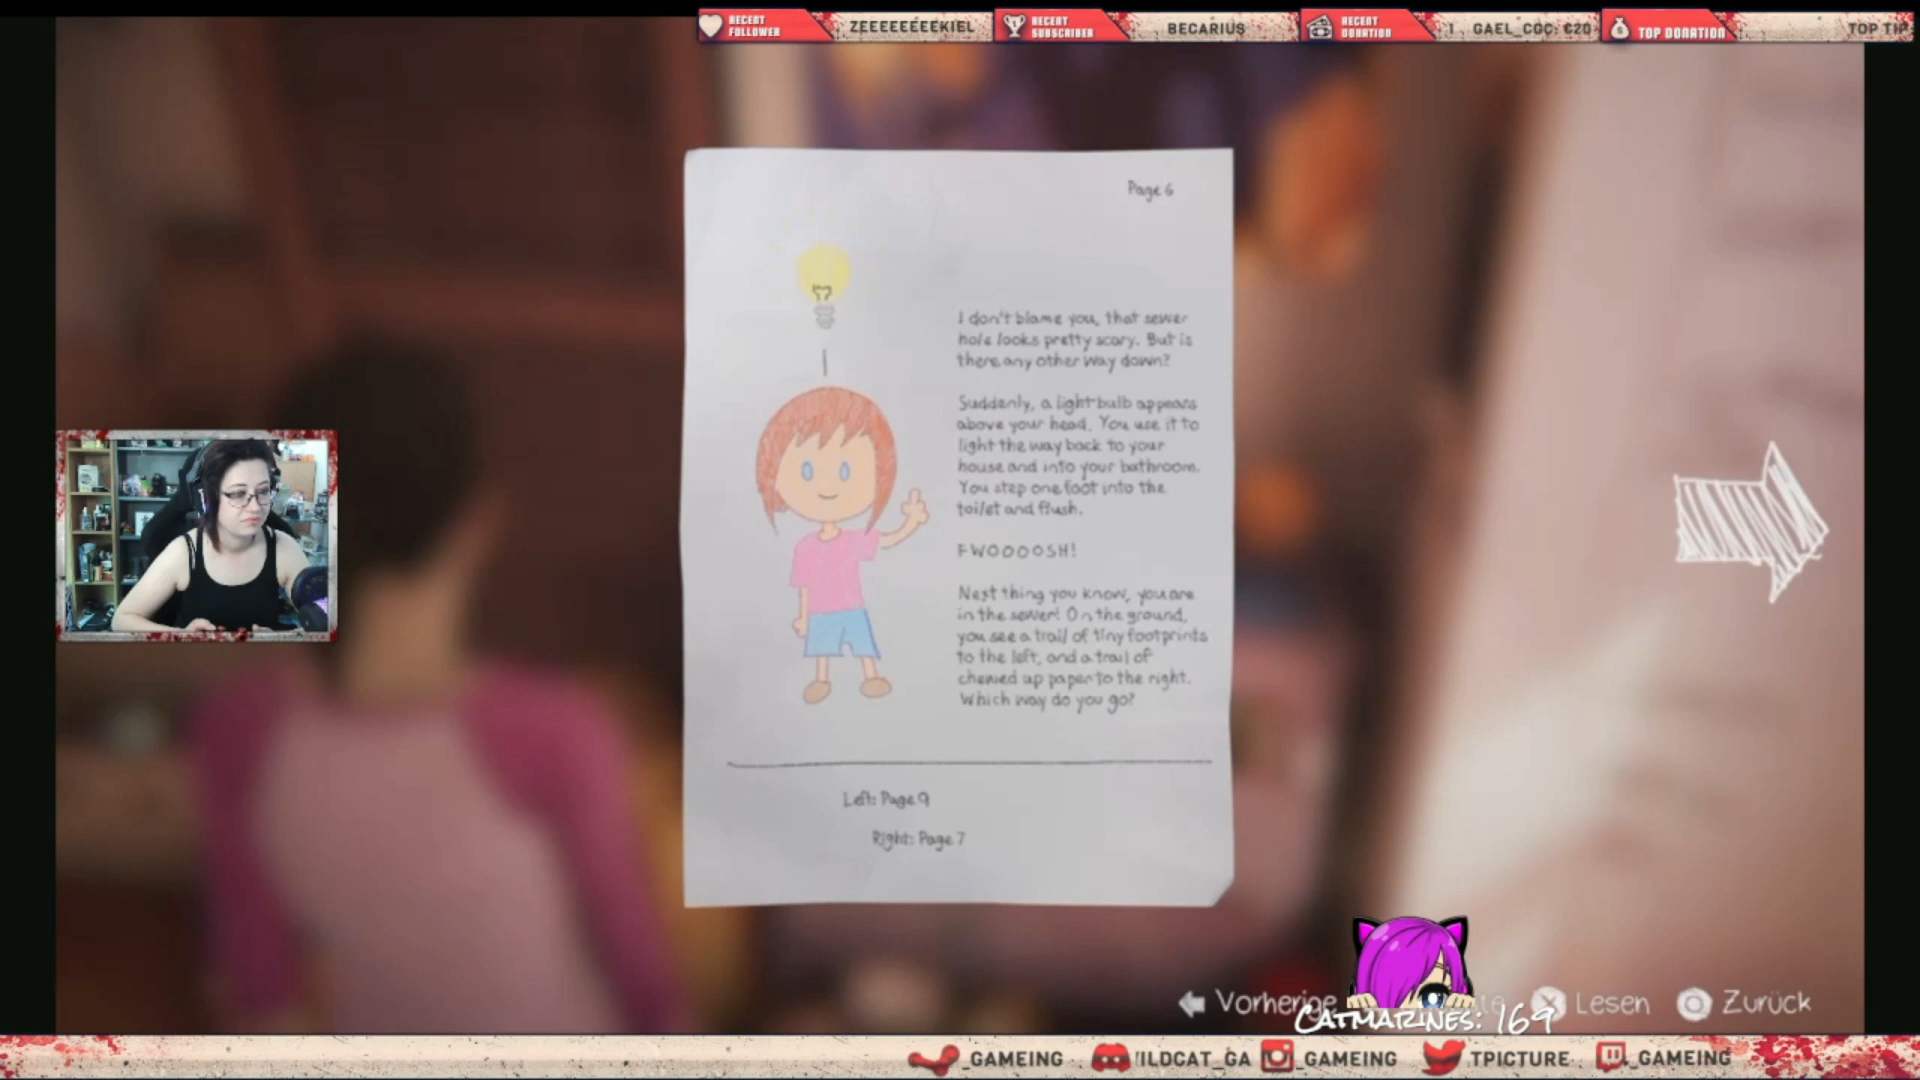 RECENT FOLLOWER
ZEEEEEEEEKIEL
RECENT SUBSCRIBER
BECARIUS
RECENT DONATION
GAEL_CGC: €20
TOP DONATION
TOP TIP
Page 6
I don't blame you, that sewer
hole looks pretty scary. But is
there any other way down?
Suddenly, a lightbulb appears
above your head. You use it to
light the way back to your
house and into your bathroom.
You step one foot into the
toilet and flush.
FWOOOOSH!
Next thing you know, you are
in the sewer! On the ground,
you see a trail of tiny footprints
to the left, and a trail of
chewed up paper to the right.
Which way do you go?
Left: Page 9
Right: Page 7
Vorherige
Lesen
Zurück
CATMARINES: 169
_GAMEING
ILDCAT_GA
_GAMEING
TPICTURE
_GAMEING